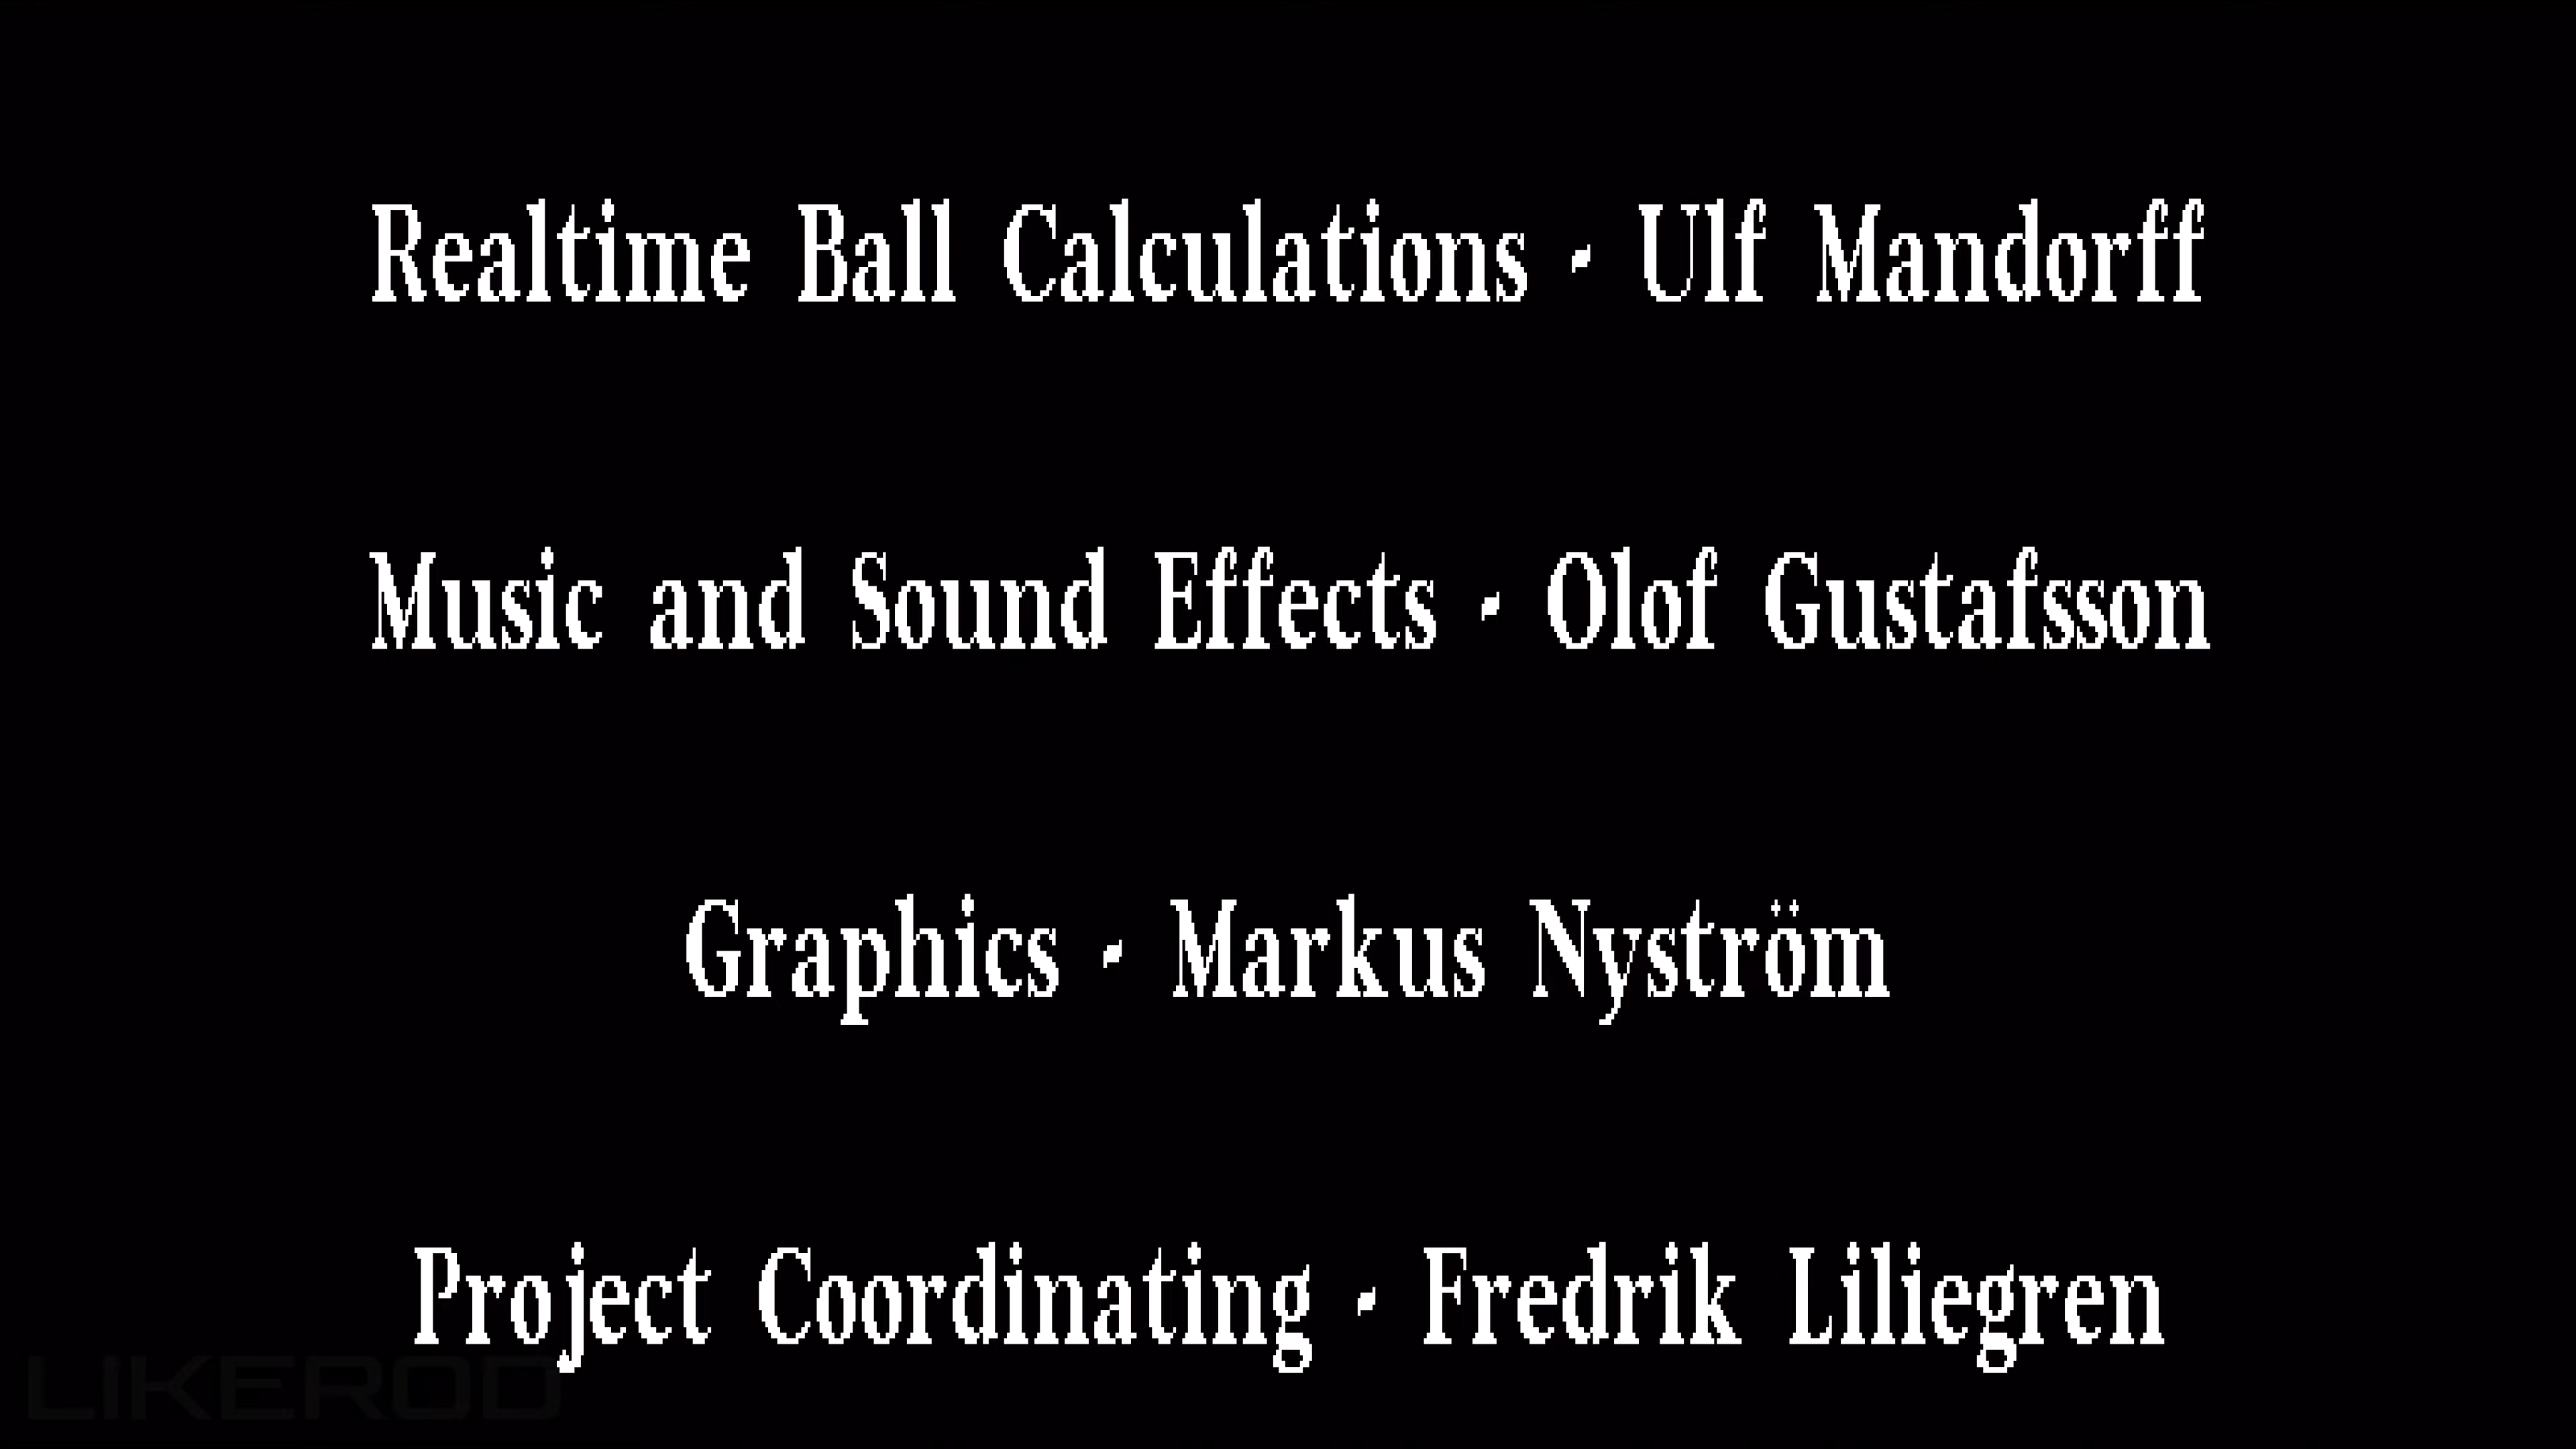 Realtime Ball Calculations - Ulf Mandorff
Music and Sound Effects - Olof Gustafsson
Graphics - Markus Nyström
Project Coordinating - Fredrik Liliegren
LIKEROD